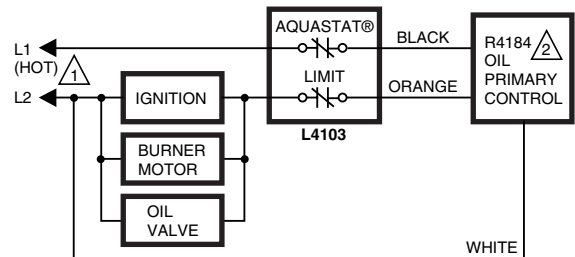 AQUASTAT®
L1
(HOT)
1
BLACK
R4184
2
OIL
PRIMARY
CONTROL
LIMIT
L2
IGNITION
ORANGE
L4103
BURNER
MOTOR
OIL
VALVE
WHITE